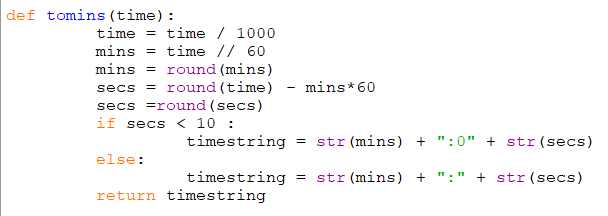 def tomins(time):
        time = time / 1000
        mins = time // 60
        mins = round(mins)
        secs = round(time) - mins*60
        secs =round(secs)
        if secs < 10 :
                timestring = str(mins) + ":0" + str(secs)
        else:
                timestring = str(mins) + ":" + str(secs)
        return timestring